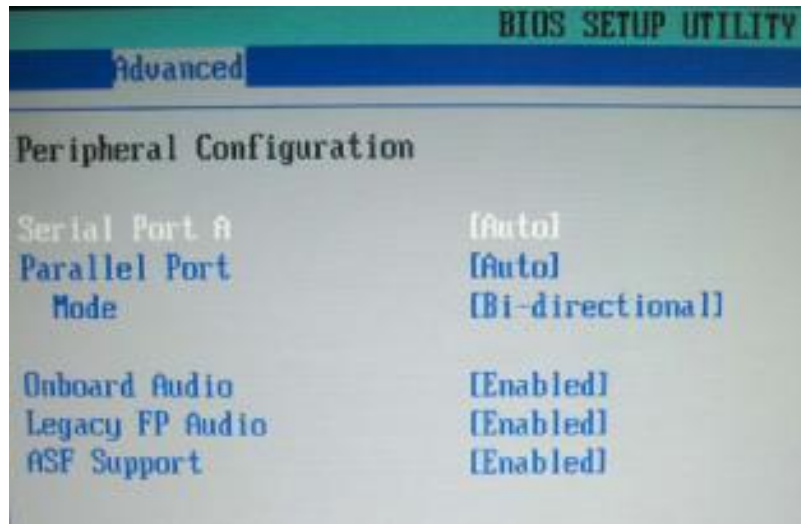 BIOS SETUP UTILITY
Advanced
Peripheral Configuration
Serial Port A [Auto]
Parallel Port [Auto]
Mode [Bi-directional]
Onboard Audio [Enabled]
Legacy FP Audio [Enabled]
ASF Support [Enabled]